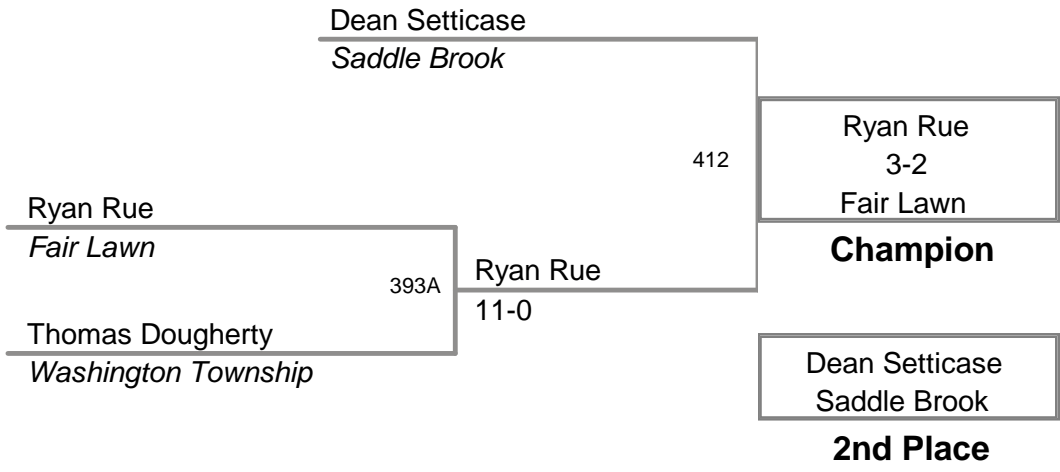 Dean Setticase
Saddle Brook
412
Ryan Rue
3-2
Fair Lawn
Champion
Ryan Rue
Fair Lawn
393A
Ryan Rue
11-0
Thomas Dougherty
Washington Township
Dean Setticase
Saddle Brook
2nd Place